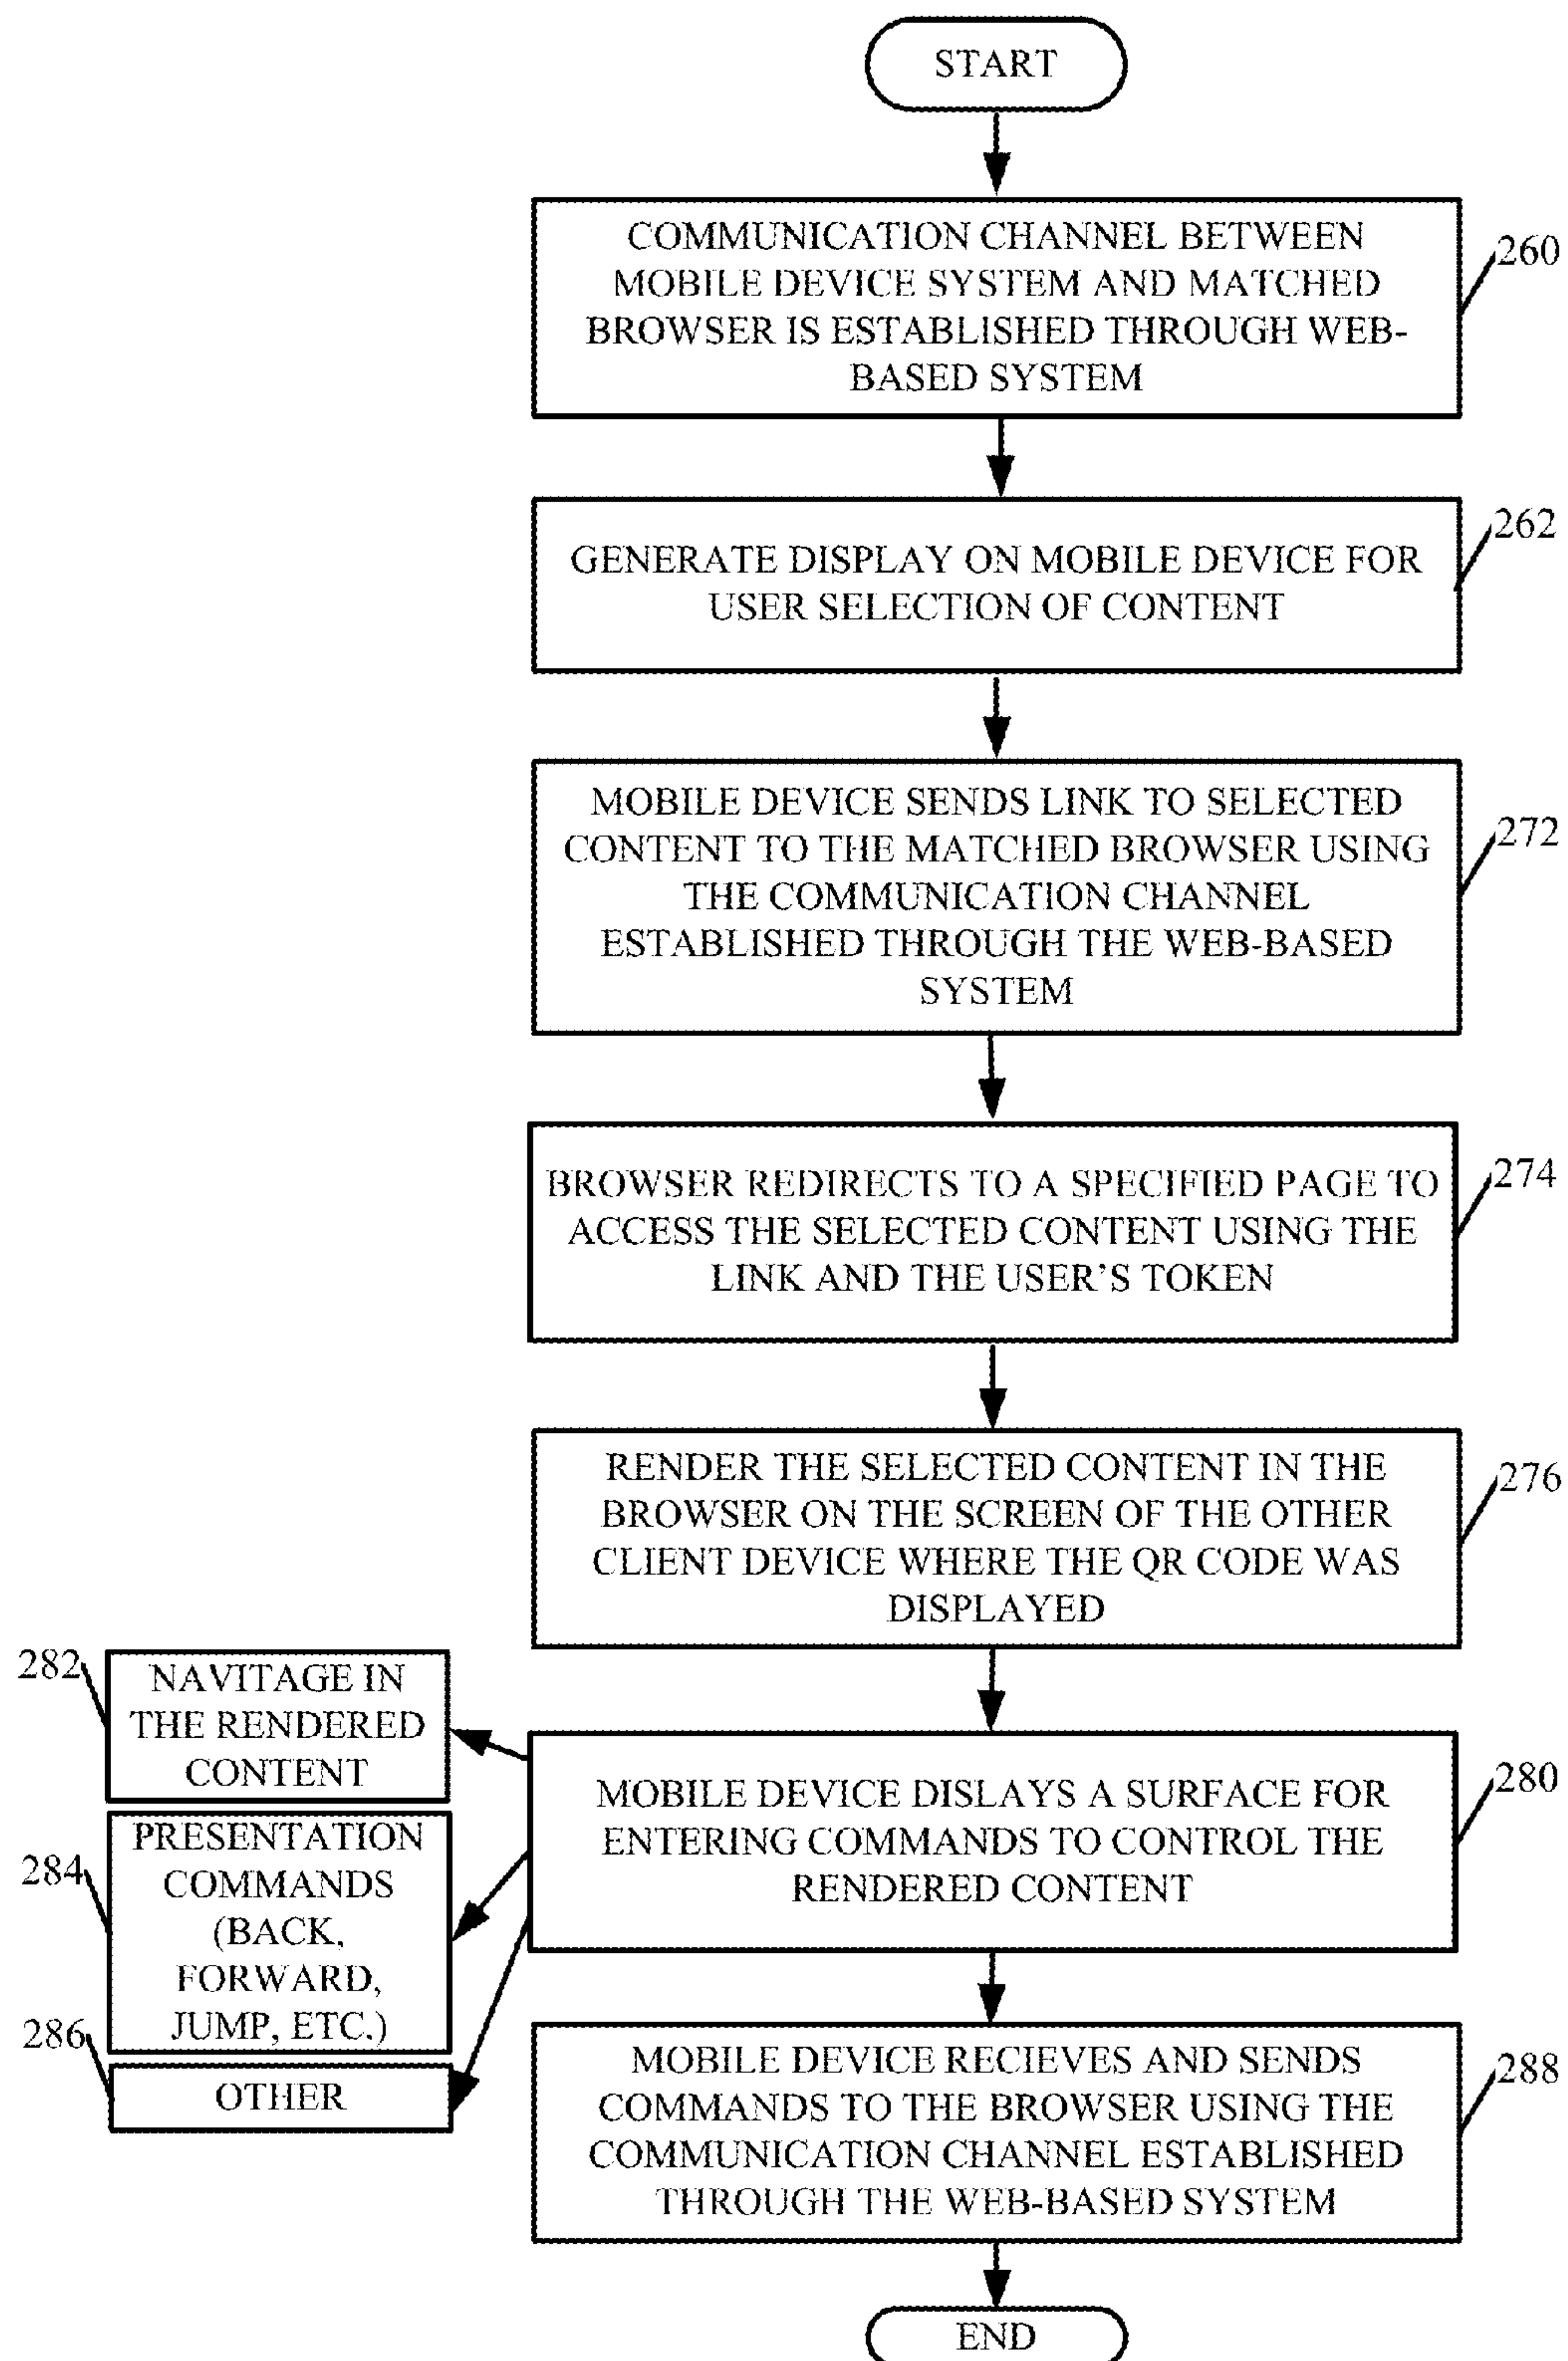 START
COMMUNICATION CHANNEL BETWEEN
MOBILE DEVICE SYSTEM AND MATCHED
BROWSER IS ESTABLISHED THROUGH WEB-
BASED SYSTEM
260
GENERATE DISPLAY ON MOBILE DEVICE FOR
USER SELECTION OF CONTENT
262
MOBILE DEVICE SENDS LINK TO SELECTED
CONTENT TO THE MATCHED BROWSER USING
THE COMMUNICATION CHANNEL
ESTABLISHED THROUGH THE WEB-BASED
SYSTEM
272
BROWSER REDIRECTS TO A SPECIFIED PAGE TO
ACCESS THE SELECTED CONTENT USING THE
LINK AND THE USER'S TOKEN
274
RENDER THE SELECTED CONTENT IN THE
BROWSER ON THE SCREEN OF THE OTHER
CLIENT DEVICE WHERE THE QR CODE WAS
DISPLAYED
276
282
NAVITAGE IN
THE RENDERED
CONTENT
284
PRESENTATION
COMMANDS
(BACK,
FORWARD,
JUMP, ETC.)
286
OTHER
MOBILE DEVICE DISLAYS A SURFACE FOR
ENTERING COMMANDS TO CONTROL THE
RENDERED CONTENT
280
MOBILE DEVICE RECIEVES AND SENDS
COMMANDS TO THE BROWSER USING THE
COMMUNICATION CHANNEL ESTABLISHED
THROUGH THE WEB-BASED SYSTEM
288
END